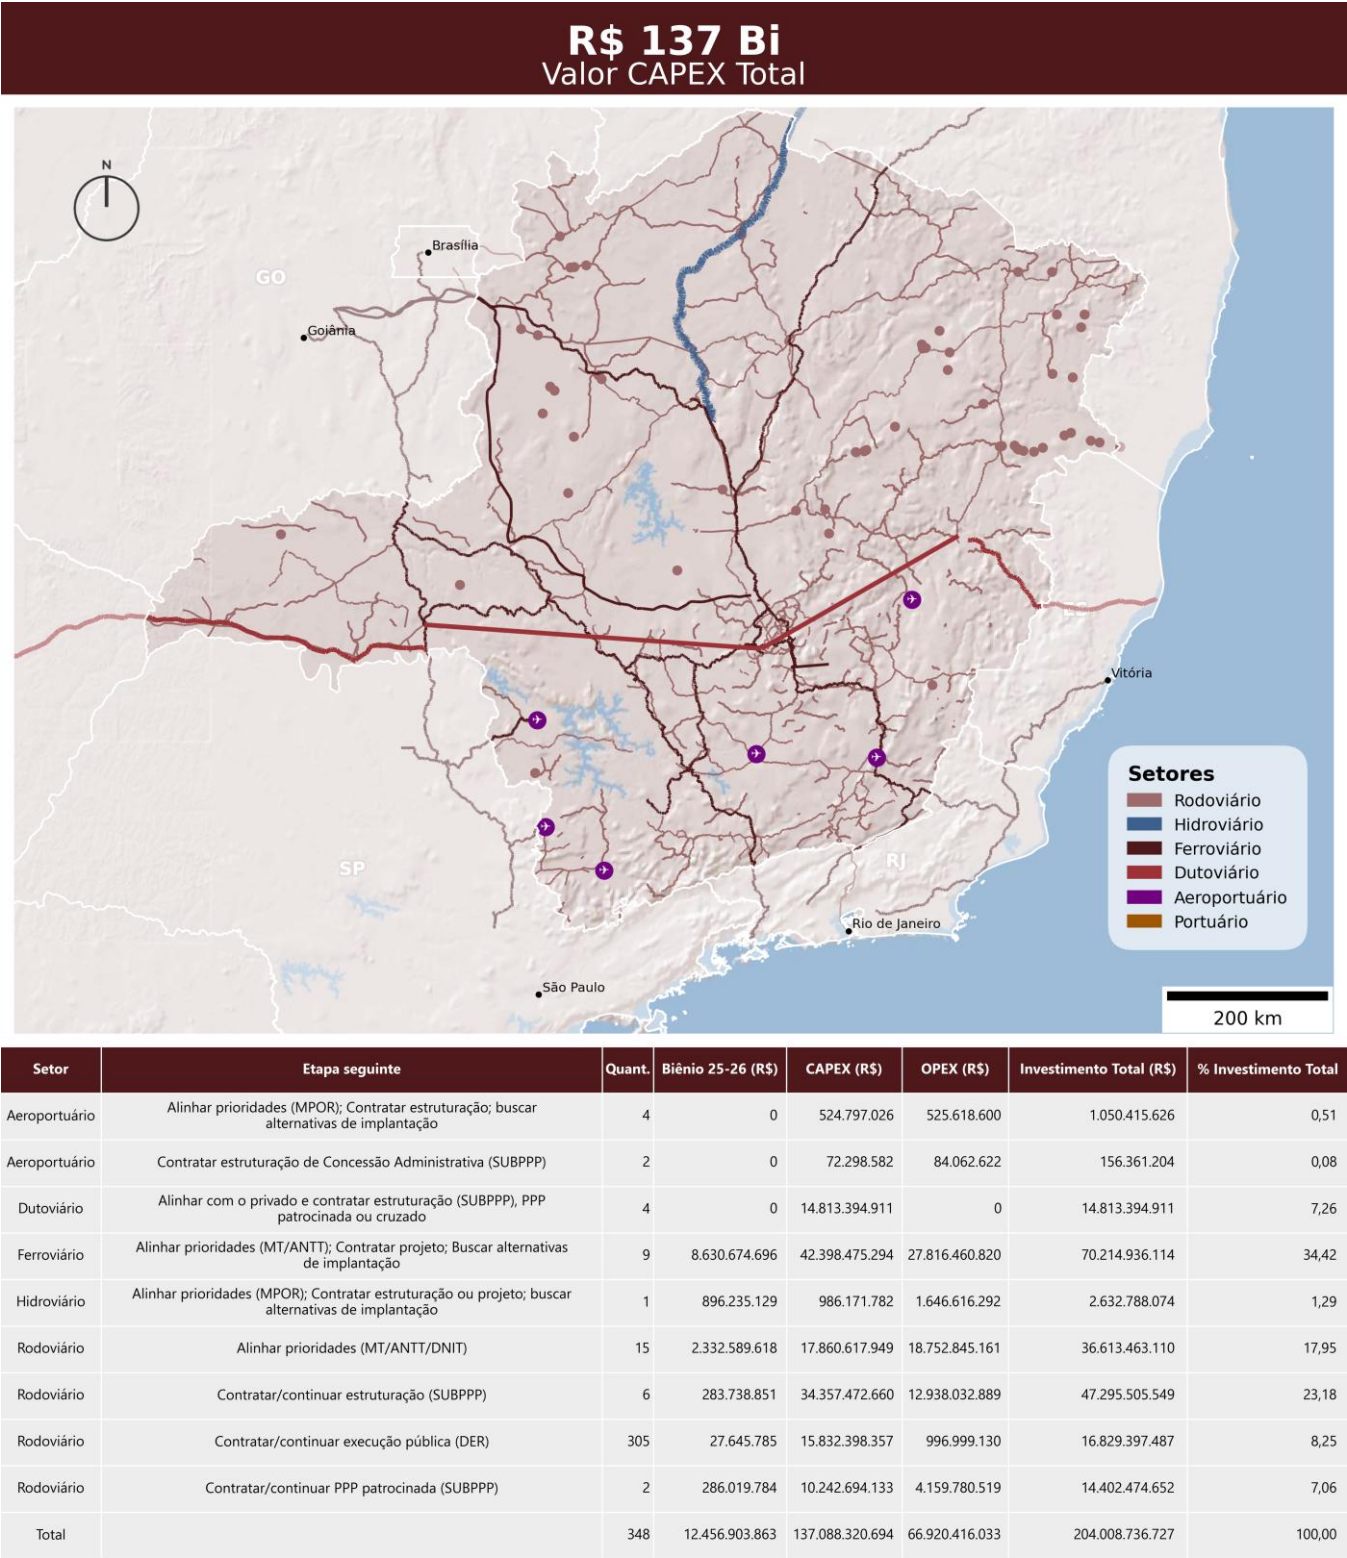 R$ 137 Bi
Valor CAPEX Total
N
Brasília
GO
Goiânia
Vitória
Setores
Rodoviário
Hidroviário
Ferroviário
Dutoviário
Aeroportuário
Portuário
SP
RJ
Rio de Janeiro
São Paulo
200 km
Setor Etapa seguinte Quant. Biênio 25-26 (R$) CAPEX (R$) OPEX (R$) Investimento Total (R$) % Investimento Total
Aeroportuário Alinhar prioridades (MPOR); Contratar estruturação; buscar
alternativas de implantação 4 0 524.797.026 525.618.600 1.050.415.626 0,51
Aeroportuário Contratar estruturação de Concessão Administrativa (SUBPPP) 2 0 72.298.582 84.062.622 156.361.204 0,08
Dutoviário Alinhar com o privado e contratar estruturação (SUBPPP), PPP
patrocinada ou cruzado 4 0 14.813.394.911 0 14.813.394.911 7,26
Ferroviário Alinhar prioridades (MT/ANTT); Contratar projeto; Buscar alternativas
de implantação 9 8.630.674.696 42.398.475.294 27.816.460.820 70.214.936.114 34,42
Hidroviário Alinhar prioridades (MPOR); Contratar estruturação ou projeto; buscar
alternativas de implantação 1 896.235.129 986.171.782 1.646.616.292 2.632.788.074 1,29
Rodoviário Alinhar prioridades (MT/ANTT/DNIT) 15 2.332.589.618 17.860.617.949 18.752.845.161 36.613.463.110 17,95
Rodoviário Contratar/continuar estruturação (SUBPPP) 6 283.738.851 34.357.472.660 12.938.032.889 47.295.505.549 23,18
Rodoviário Contratar/continuar execução pública (DER) 305 27.645.785 15.832.398.357 996.999.130 16.829.397.487 8,25
Rodoviário Contratar/continuar PPP patrocinada (SUBPPP) 2 286.019.784 10.242.694.133 4.159.780.519 14.402.474.652 7,06
Total 348 12.456.903.863 137.088.320.694 66.920.416.033 204.008.736.727 100,00